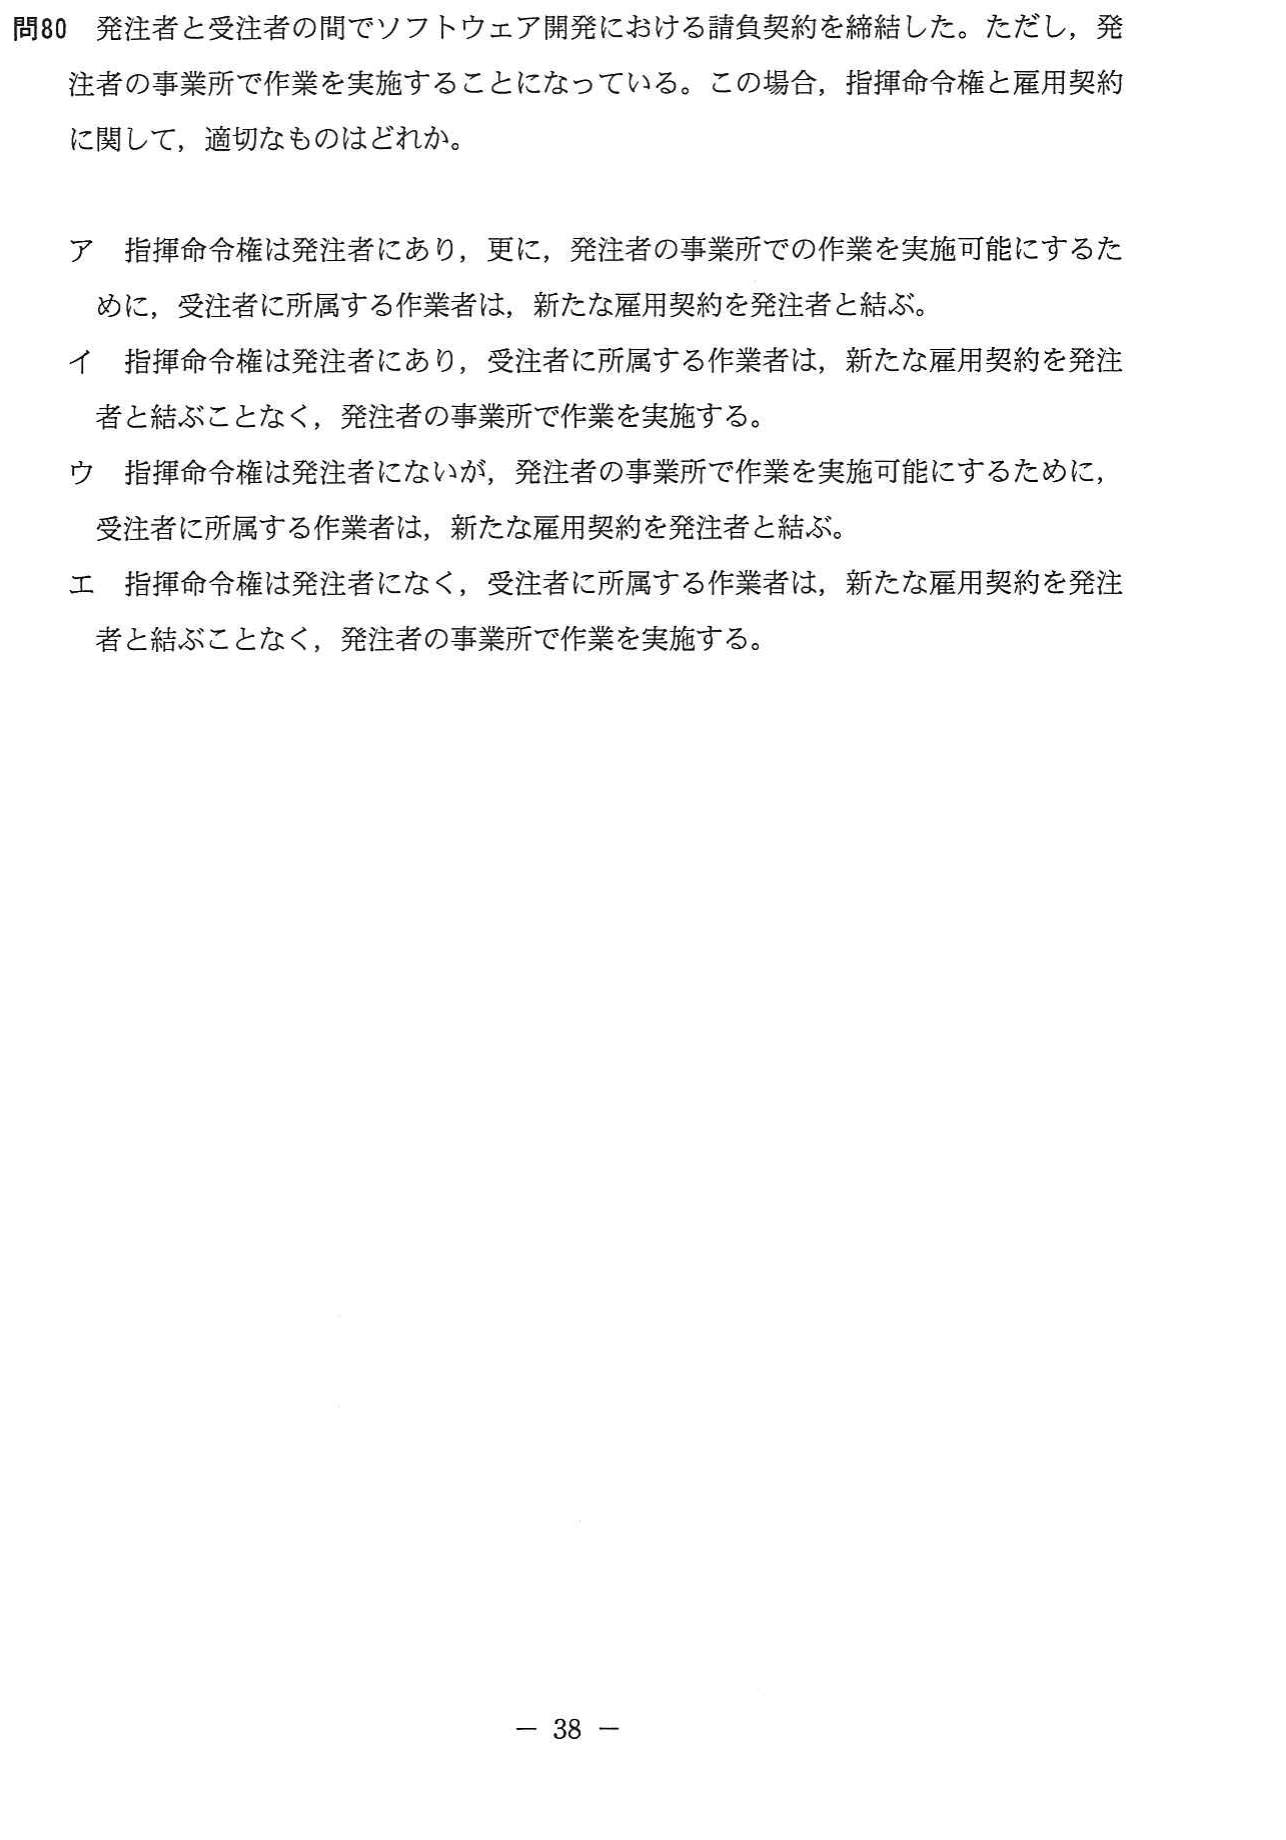 問80　発注者と受注者の間でソフトウェア開発における請負契約を締結した。ただし，発
注者の事業所で作業を実施することになっている。この場合，指揮命令権と雇用契約
に関して，適切なものはどれか。
ア　指揮命令権は発注者にあり，更に，発注者の事業所での作業を実施可能にするた
めに，受注者に所属する作業者は，新たな雇用契約を発注者と結ぶ。
イ　指揮命令権は発注者にあり，受注者に所属する作業者は，新たな雇用契約を発注
者と結ぶことなく，発注者の事業所で作業を実施する。
ウ　指揮命令権は発注者にないが，発注者の事業所で作業を実施可能にするために，
受注者に所属する作業者は，新たな雇用契約を発注者と結ぶ。
エ　指揮命令権は発注者になく，受注者に所属する作業者は，新たな雇用契約を発注
者と結ぶことなく，発注者の事業所で作業を実施する。
― 38 ―